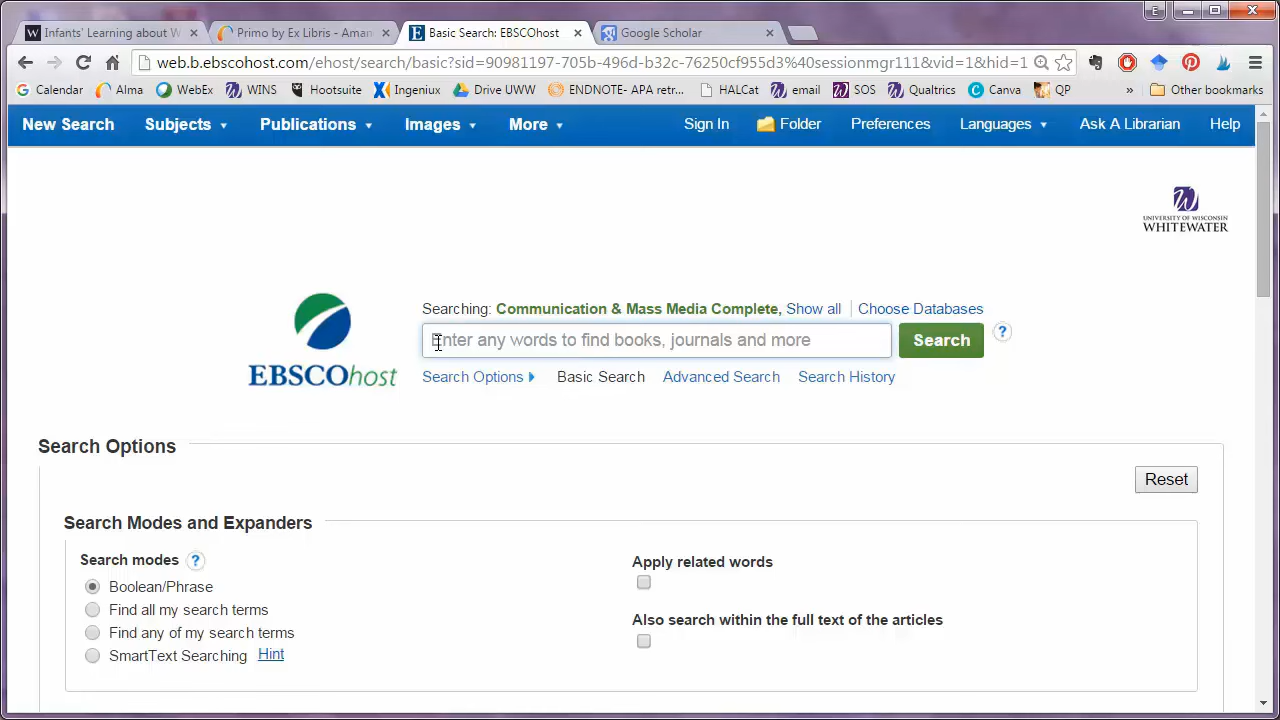 Infants' Learning about W
Primo by Ex Libris - Aman
Basic Search: EBSCOhost
Google Scholar
web.b.ebscohost.com/ehost/search/basic?sid=90981197-705b-496d-b32c-76250cf955d3%40sessionmgr111&vid=1&hid=1
Calendar Alma WebEx WINS Hootsuite Ingeniux Drive UWW ENDNOTE- APA retr... HALCat email SOS Qualtrics Canva QP » Other bookmarks
New Search Subjects Publications Images More Sign In Folder Preferences Languages Ask A Librarian Help
W
UNIVERSITY OF WISCONSIN
WHITEWATER
Searching: Communication & Mass Media Complete, Show all Choose Databases
Enter any words to find books, journals and more Search ?
EBSCOhost
Search Options Basic Search Advanced Search Search History
Search Options
Reset
Search Modes and Expanders
Search modes ?
Boolean/Phrase
Find all my search terms
Find any of my search terms
SmartText Searching Hint
Apply related words
Also search within the full text of the articles